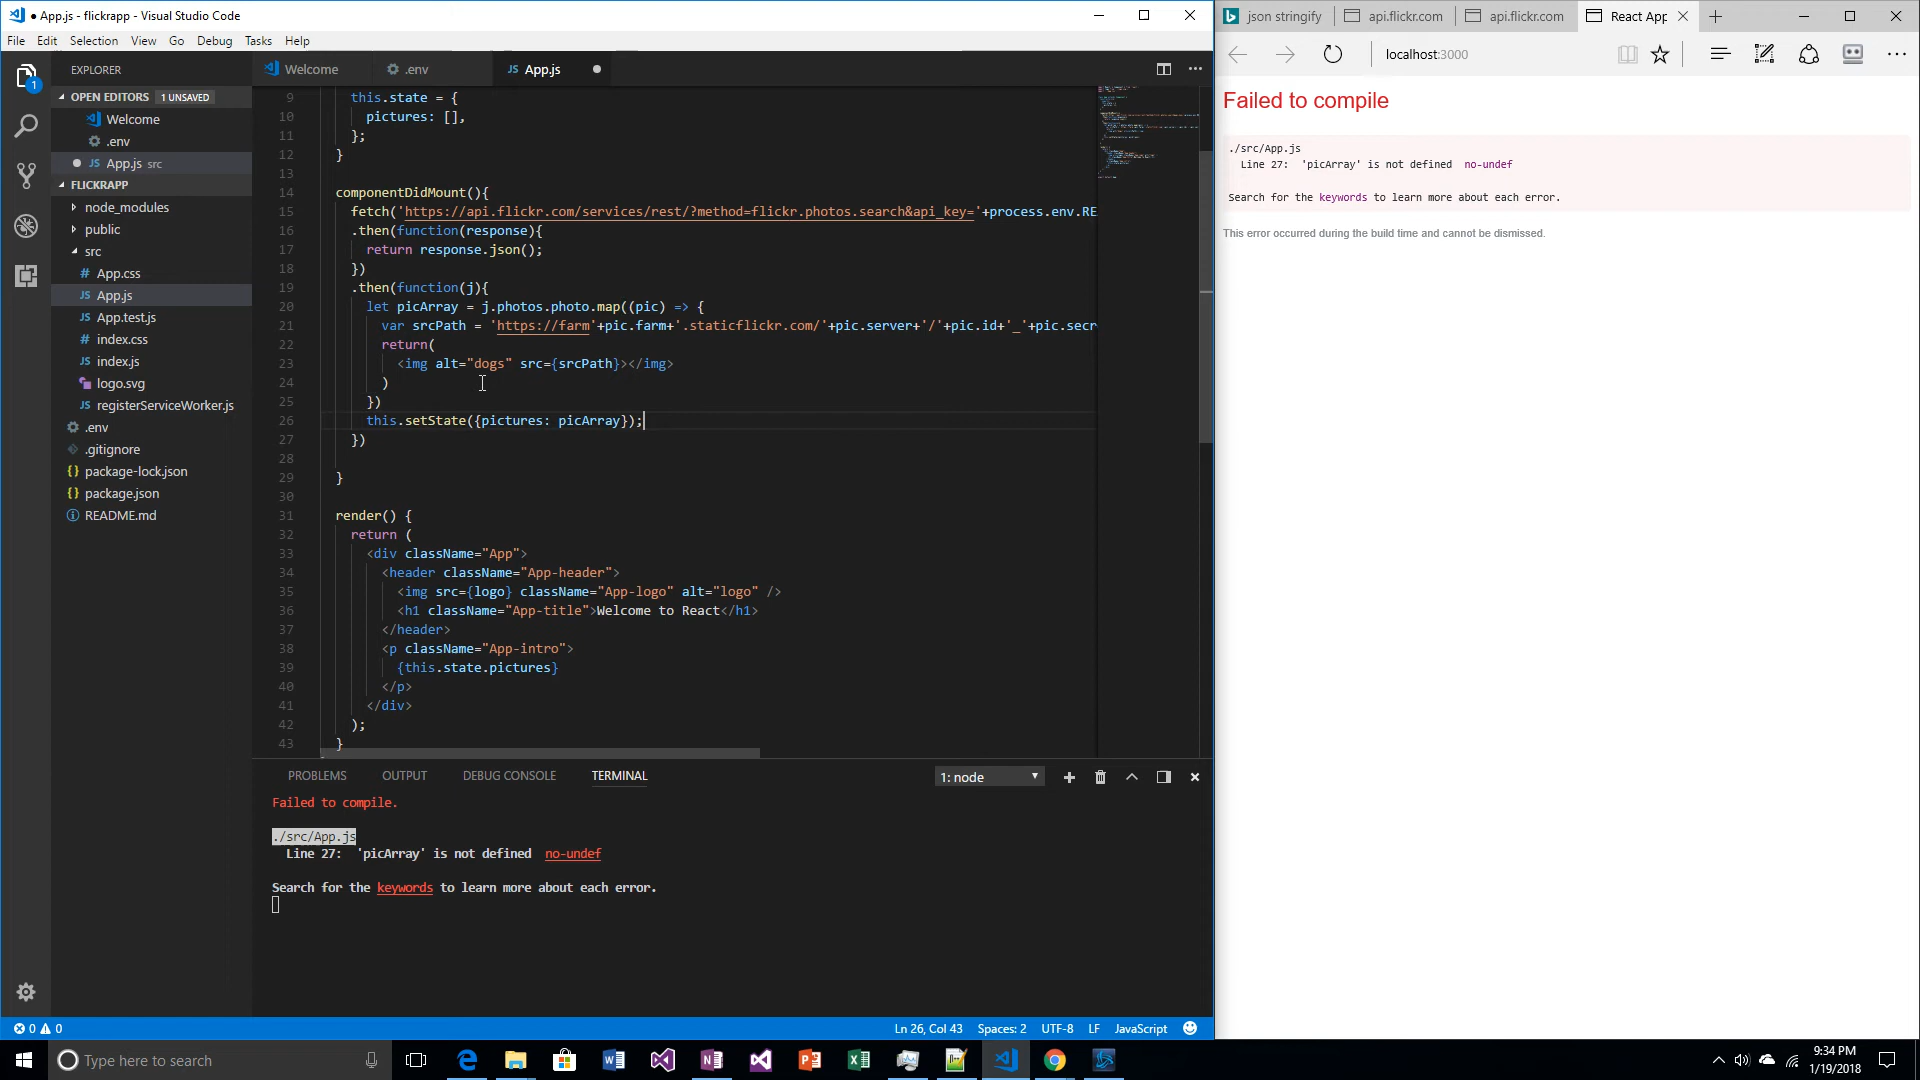 ● App.js - flickrapp - Visual Studio Code
File Edit Selection View Go Debug Tasks Help
EXPLORER
OPEN EDITORS 1 UNSAVED
Welcome
.env
JS App.js src
FLICKRAPP
node_modules
public
src
# App.css
JS App.js
JS App.test.js
# index.css
JS index.js
logo.svg
JS registerServiceWorker.js
.env
.gitignore
{} package-lock.json
{} package.json
README.md
1
Welcome .env JS App.js ●
9 this.state = {
10 pictures: [],
11 };
12 }
13
14 componentDidMount(){
15 fetch('https://api.flickr.com/services/rest/?method=flickr.photos.search&api_key='+process.env.RE
16 .then(function(response){
17 return response.json();
18 })
19 .then(function(j){
20 let picArray = j.photos.photo.map((pic) => {
21 var srcPath = 'https://farm'+pic.farm+'.staticflickr.com/'+pic.server+'/'+pic.id+'_'+pic.secr
22 return(
23 <img alt="dogs" src={srcPath}></img>
24 )
25 })
26 this.setState({pictures: picArray});
27 })
28
29 }
30
31 render() {
32 return (
33 <div className="App">
34 <header className="App-header">
35 <img src={logo} className="App-logo" alt="logo" />
36 <h1 className="App-title">Welcome to React</h1>
37 </header>
38 <p className="App-intro">
39 {this.state.pictures}
40 </p>
41 </div>
42 );
43 }
PROBLEMS OUTPUT DEBUG CONSOLE TERMINAL 1: node
Failed to compile.
./src/App.js
Line 27: 'picArray' is not defined no-undef
Search for the keywords to learn more about each error.
0 0 Ln 26, Col 43 Spaces: 2 UTF-8 LF JavaScript
json stringify api.flickr.com api.flickr.com React App
localhost:3000
Failed to compile
./src/App.js
Line 27: 'picArray' is not defined no-undef
Search for the keywords to learn more about each error.
This error occurred during the build time and cannot be dismissed.
Type here to search
9:34 PM
1/19/2018